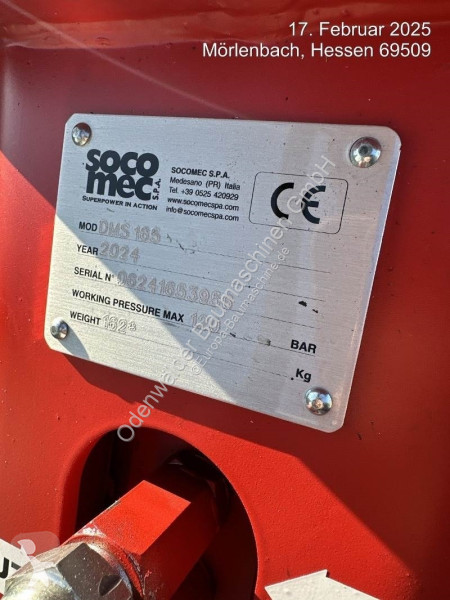 17. Februar 2025
Mörlenbach, Hessen 69509
soco
mec S.P.A.
SUPERPOWER IN ACTION
SOCOMEC S.P.A.
Medesano (PR) Italia
Tel. +39 0525 420929
www.socomecspa.com
info@socomecspa.com
CE
MOD DMS 165
YEAR 2024
SERIAL N°
WORKING PRESSURE MAX
BAR
WEIGHT
Kg
Odenwälder Baumaschinen GmbH